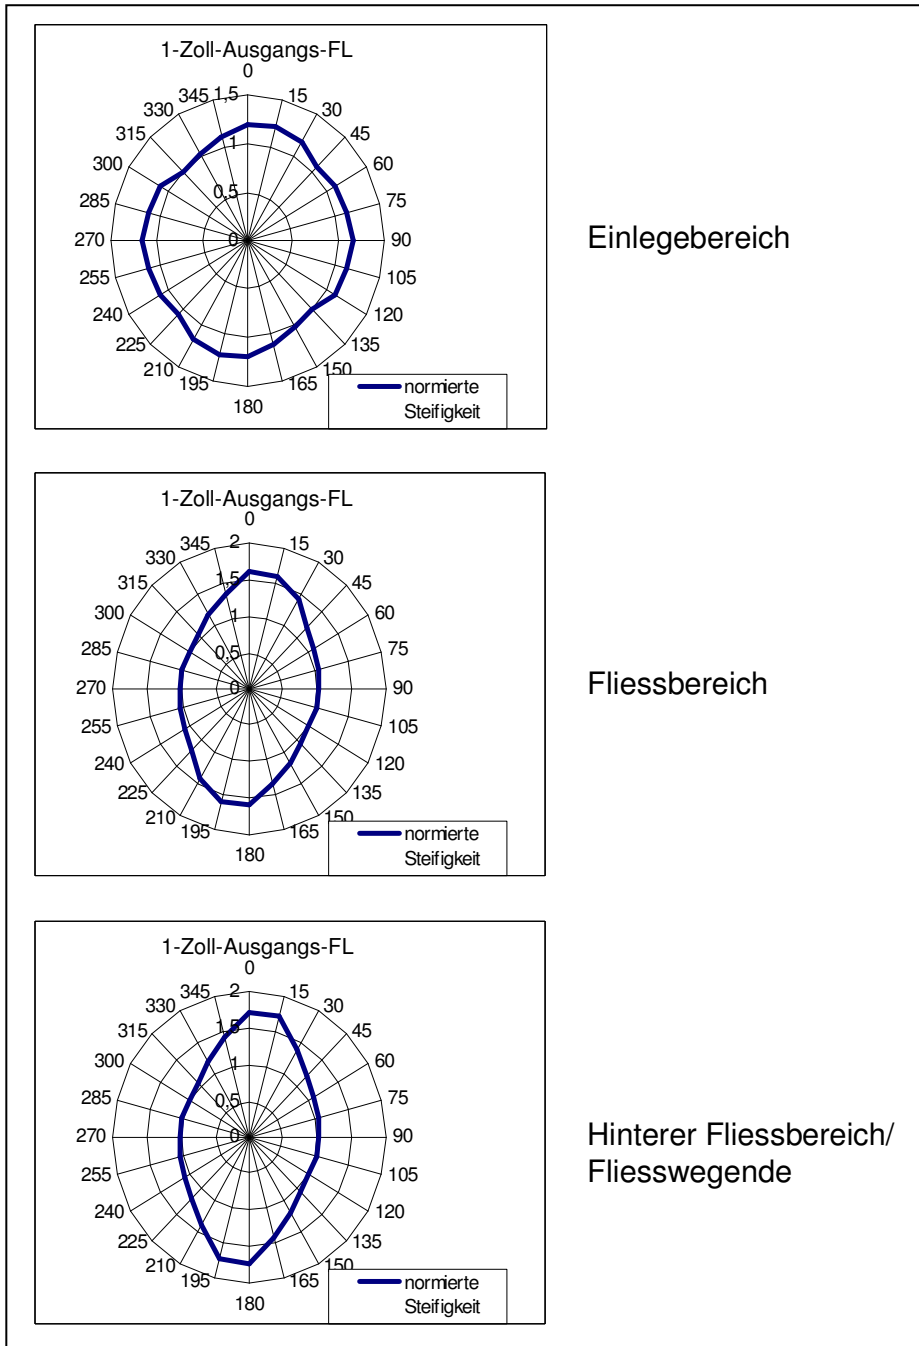 1-Zoll-Ausgangs-FL
0
345 1,5 15
330 30
315 45
1
300 60
285 0,5 75
270 0 90
255 105
240 120
225 135
210 150
195 165
180
normierte
Steifigkeit
Einlegebereich
1-Zoll-Ausgangs-FL
0
345 2 15
330 30
315 1,5 45
300 1 60
285 0,5 75
270 0 90
255 105
240 120
225 135
210 150
195 165
180
normierte
Steifigkeit
Fliessbereich
1-Zoll-Ausgangs-FL
0
345 2 15
330 30
315 1,5 45
300 1 60
285 0,5 75
270 0 90
255 105
240 120
225 135
210 150
195 165
180
normierte
Steifigkeit
Hinterer Fliessbereich/
Fliesswegende